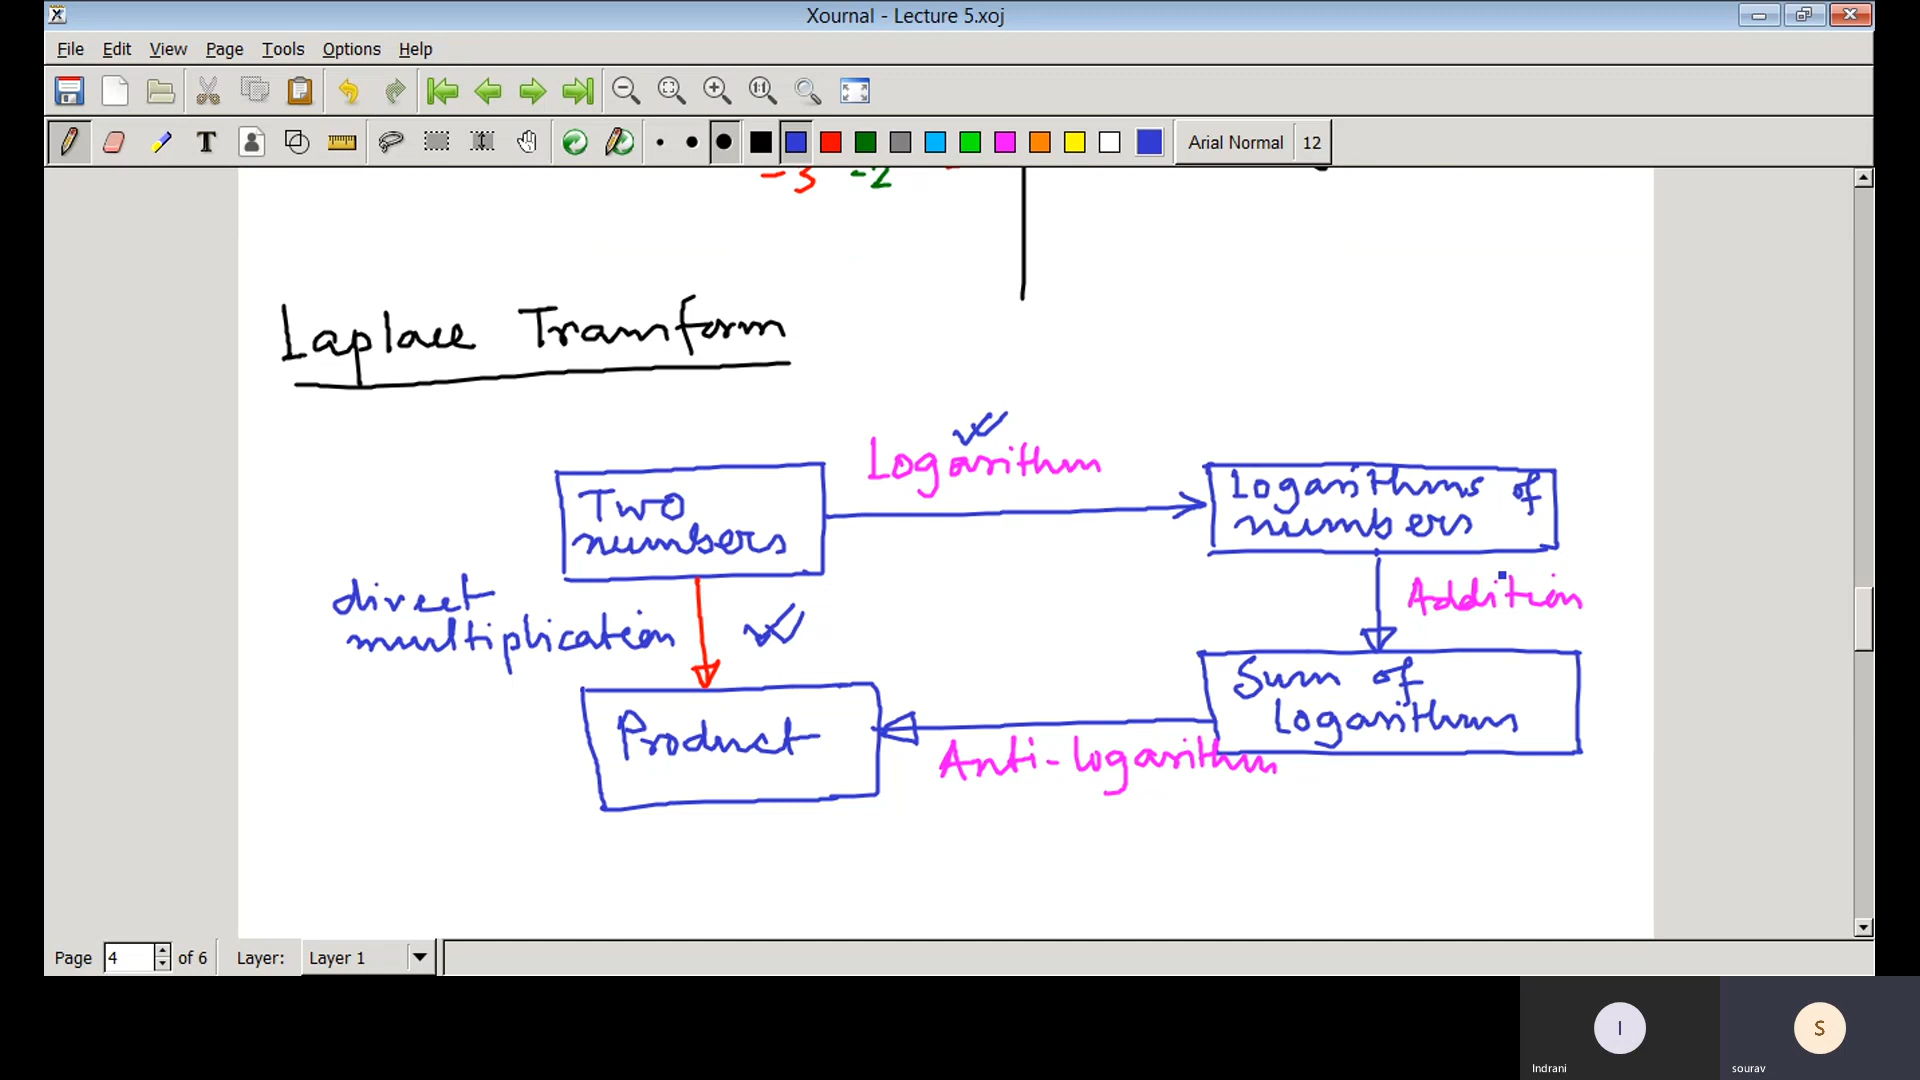 Xournal - Lecture 5.xoj
File Edit View Page Tools Options Help
Arial Normal 12
-3 -2
Laplace Transform
Logarithm
Two
numbers
Logarithms of
numbers
direct
multiplication
Addition
Product
Sum of
Logarithms
Anti-logarithm
Page 4 of 6 Layer: Layer 1
I
S
Indrani
sourav